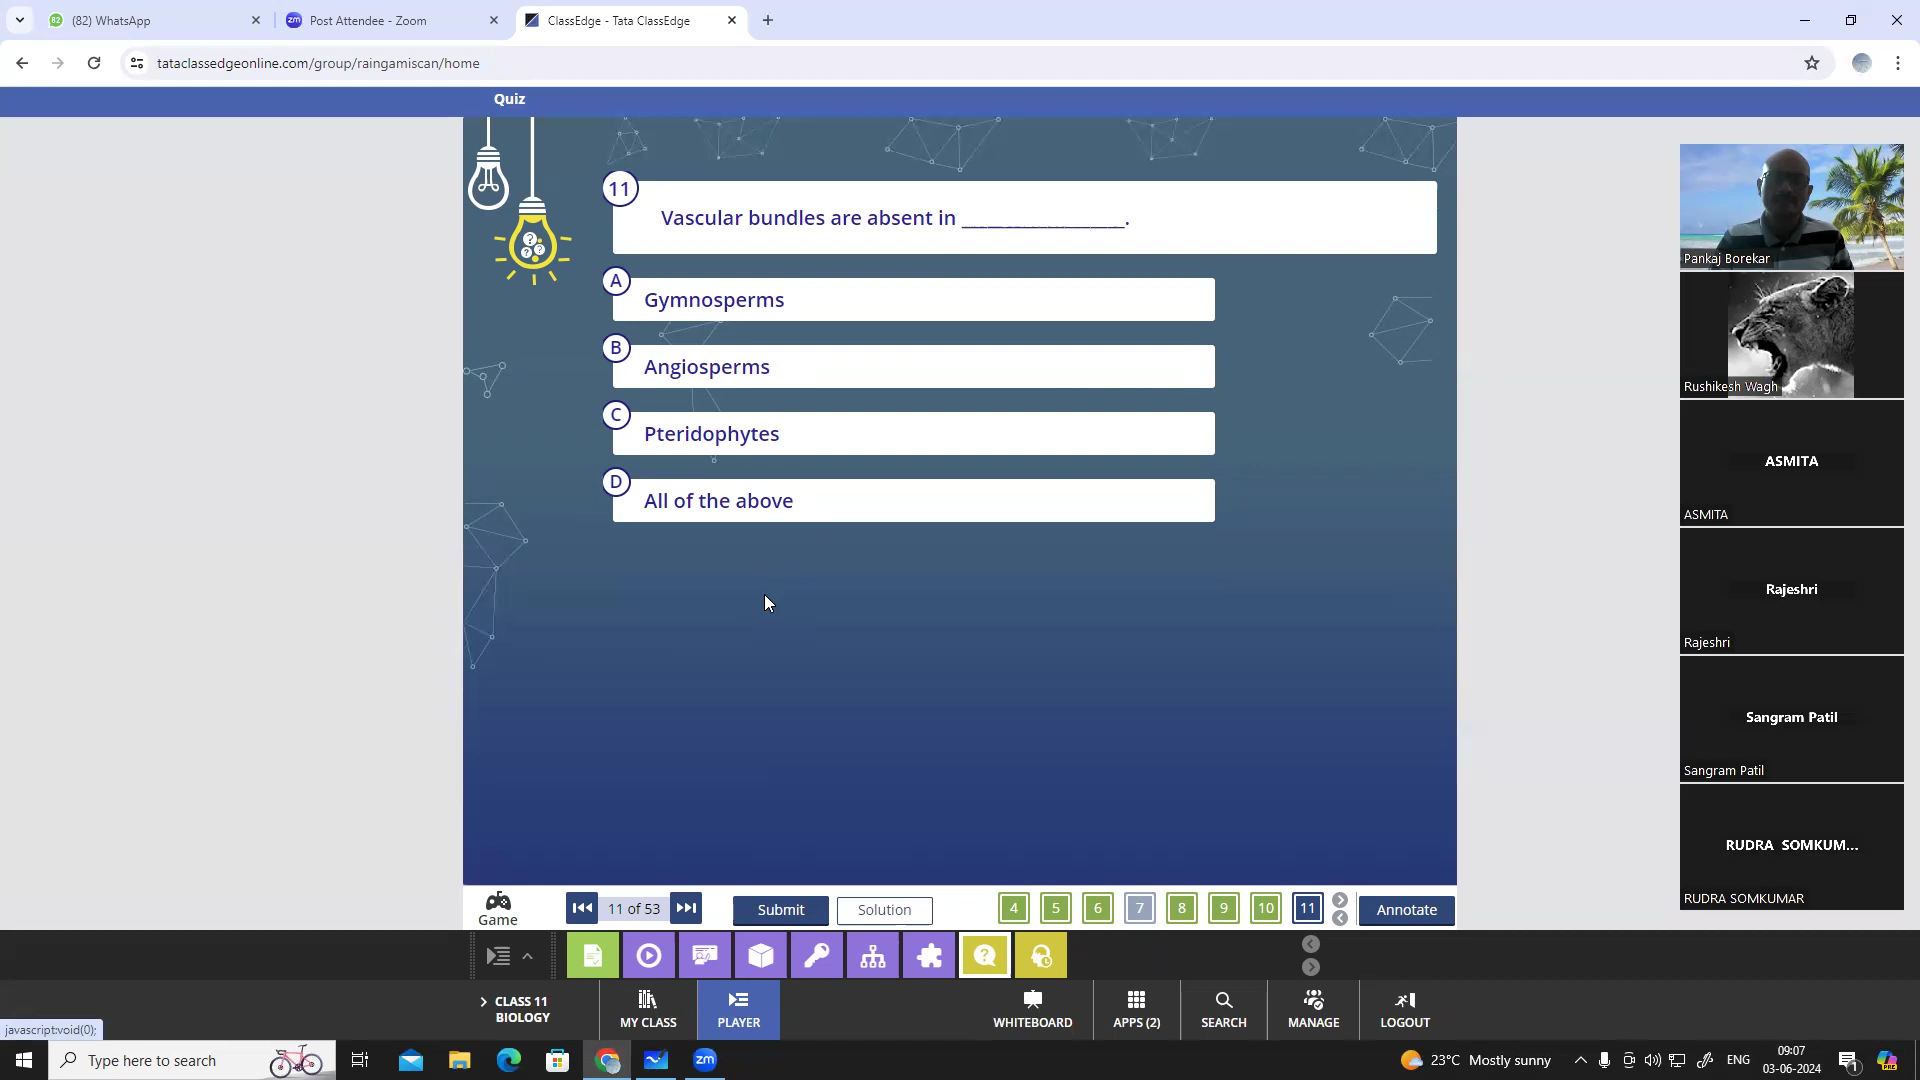 (82) WhatsApp
Post Attendee - Zoom
ClassEdge - Tata ClassEdge
tataclassedgeonline.com/group/raingamiscan/home
Quiz
11
Vascular bundles are absent in _______________.
A
Gymnosperms
B
Angiosperms
C
Pteridophytes
D
All of the above
Pankaj Borekar
Rushikesh Wagh
ASMITA
ASMITA
Rajeshri
Rajeshri
Sangram Patil
Sangram Patil
RUDRA SOMKUM...
RUDRA SOMKUMAR
Game
11 of 53
Submit
Solution
4 5 6 7 8 9 10 11
Annotate
CLASS 11
BIOLOGY
MY CLASS
PLAYER
WHITEBOARD
APPS (2)
SEARCH
MANAGE
LOGOUT
javascript:void(0);
Type here to search
zm
23°C Mostly sunny
ENG
09:07
03-06-2024